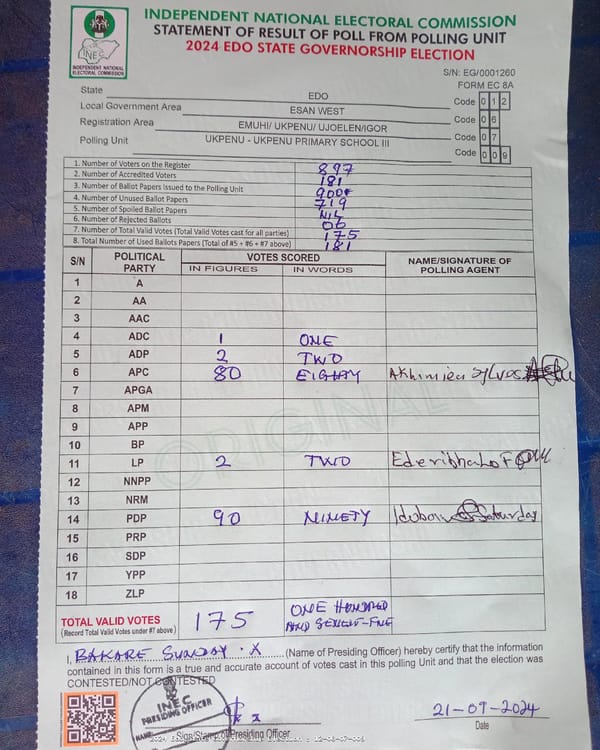 INDEPENDENT NATIONAL ELECTORAL COMMISSION
STATEMENT OF RESULT OF POLL FROM POLLING UNIT
2024 EDO STATE GOVERNORSHIP ELECTION
INEC
INDEPENDENT NATIONAL
ELECTORAL COMMISSION
S/N: EG/0001260
FORM EC 8A
State EDO Code 0 1 2
Local Government Area ESAN WEST Code 0 6
Registration Area EMUHI/ UKPENU/ UJOELEN/IGOR Code 0 7
Polling Unit UKPENU - UKPENU PRIMARY SCHOOL III Code 0 0 9
1. Number of Voters on the Register 897
2. Number of Accredited Voters 181
3. Number of Ballot Papers Issued to the Polling Unit
4. Number of Unused Ballot Papers 719
5. Number of Spoiled Ballot Papers NIL
6. Number of Rejected Ballots 06
7. Number of Total Valid Votes (Total Valid Votes cast for all parties) 175
8. Total Number of Used Ballots Papers (Total of #5 + #6 + #7 above) 181
S/N POLITICAL PARTY VOTES SCORED NAME/SIGNATURE OF POLLING AGENT
IN FIGURES IN WORDS
1 A
2 AA
3 AAC
4 ADC 1 ONE
5 ADP 2 TWO
6 APC 80 EIGHTY
7 APGA
8 APM
9 APP
10 BP
11 LP 2 TWO
12 NNPP
13 NRM
14 PDP 90 NINETY Saturday
15 PRP
16 SDP
17 YPP
18 ZLP
ORIGINAL
TOTAL VALID VOTES 175 ONE HUNDRED
(Record Total Valid Votes under #7 above)
I, BAKARE SUNDAY . X (Name of Presiding Officer) hereby certify that the information
contained in this form is a true and accurate account of votes cast in this polling Unit and that the election was
CONTESTED/NOT CONTESTED
INEC
PRESIDING OFFICER
NAME:
Sign/Stamp of Presiding Officer
21-09-2024
Date